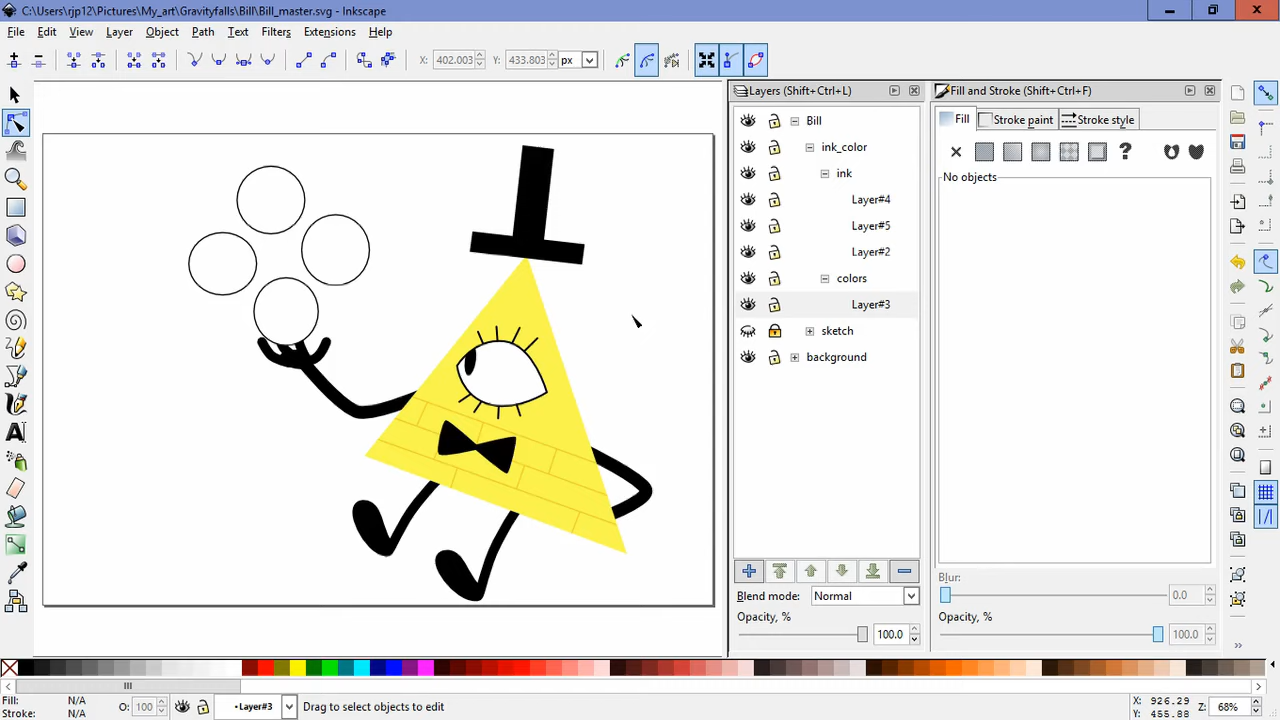 C:\Users\rjp12\Pictures\My_art\Gravityfalls\Bill\Bill_master.svg - Inkscape
File Edit View Layer Object Path Filters Text Extensions Help
X: 402.003 Y: 433.803 px
Layers (Shift+Ctrl+L)
Fill and Stroke (Shift+Ctrl+F)
Bill
ink_color
ink
Layer#4
Layer#5
Layer#2
colors
Layer#3
sketch
background
Blend mode: Normal
Opacity, %
100.0
Fill Stroke paint Stroke style
?
No objects
Blur:
0.0
Opacity, %
100.0
Fill: N/A
Stroke: N/A
O: 100
•Layer#3
Drag to select objects to edit
X: 926.29
Y: 455.88
Z: 68%